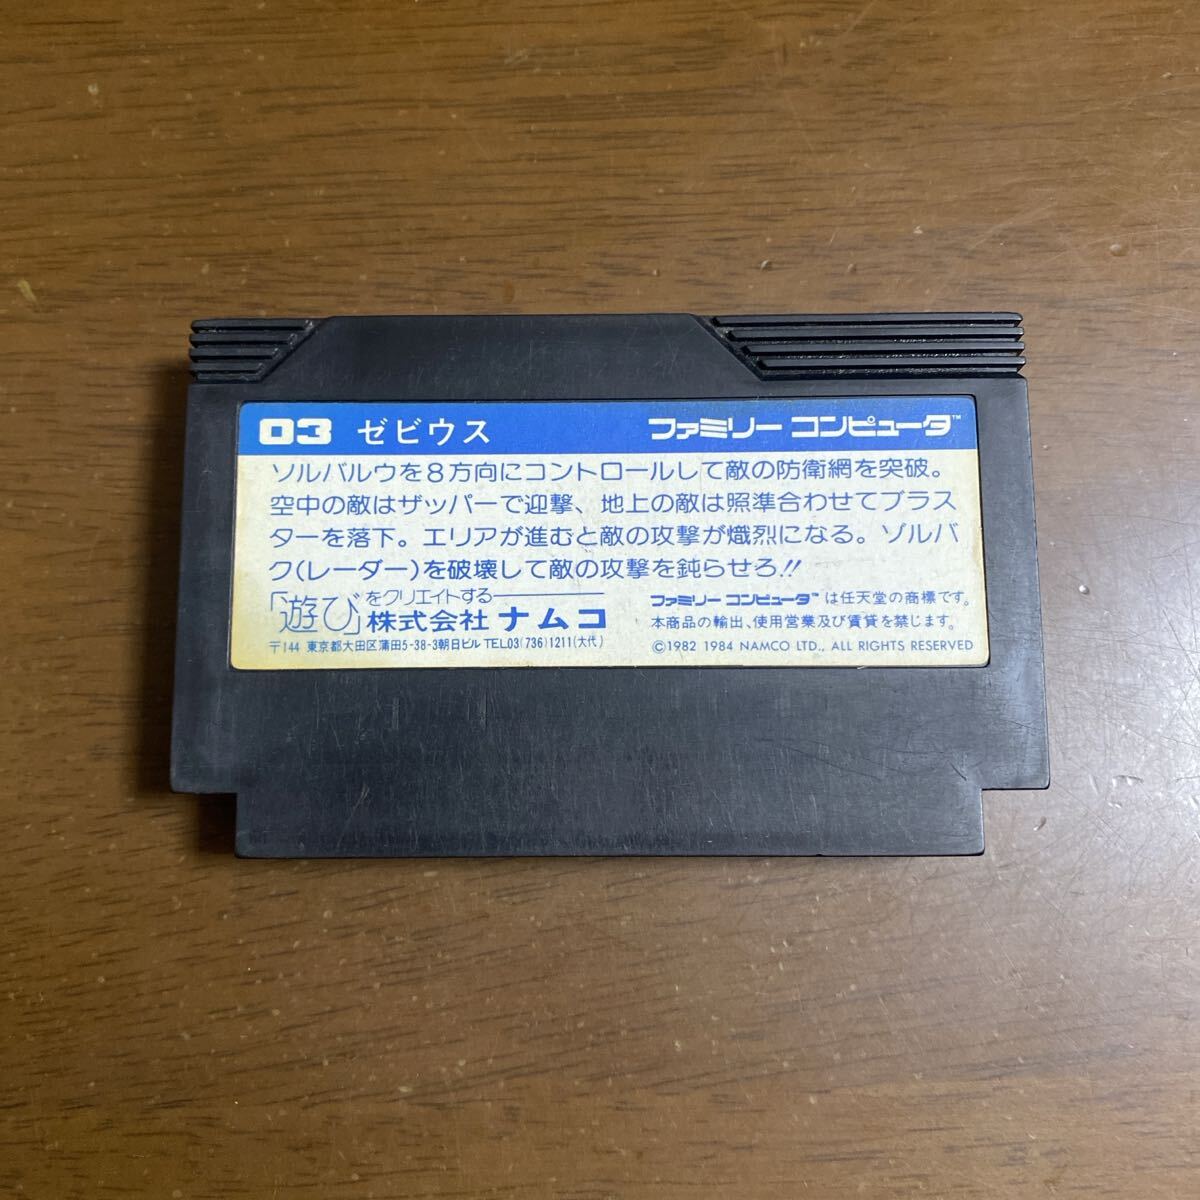 03 ゼビウス ファミリー コンピュータ™
ソルバルウを8方向にコントロールして敵の防衛網を突破。
空中の敵はザッパーで迎撃、地上の敵は照準合わせてブラス
ターを落下。エリアが進むと敵の攻撃が熾烈になる。ゾルバ
ク(レーダー)を破壊して敵の攻撃を鈍らせろ!!
「遊び」をクリエイトする
株式会社 ナムコ
〒144 東京都大田区蒲田5-38-3朝日ビル TEL03(736)1211(大代)
ファミリー コンピュータ™ は任天堂の商標です。
本商品の輸出、使用営業及び賃貸を禁じます。
©1982 1984 NAMCO LTD., ALL RIGHTS RESERVED